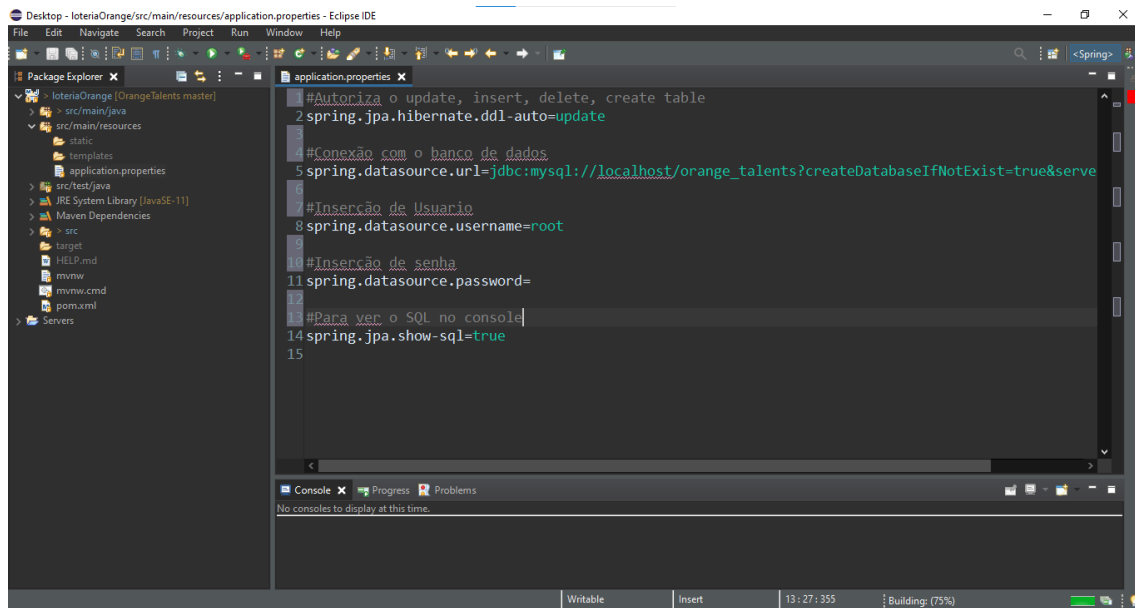 Desktop - loteriaOrange/src/main/resources/application.properties - Eclipse IDE
File Edit Navigate Search Project Run Window Help
<Spring>
Package Explorer
> loteriaOrange [OrangeTalents master]
> src/main/java
src/main/resources
static
templates
application.properties
src/test/java
JRE System Library [JavaSE-11]
Maven Dependencies
> src
target
HELP.md
mvnw
mvnw.cmd
pom.xml
Servers
application.properties
1 #Autoriza o update, insert, delete, create table
2 spring.jpa.hibernate.ddl-auto=update
3
4 #Conexão com o banco de dados
5 spring.datasource.url=jdbc:mysql://localhost/orange_talents?createDatabaseIfNotExist=true&serve
6
7 #Inserção de Usuario
8 spring.datasource.username=root
9
10 #Inserção de senha
11 spring.datasource.password=
12
13 #Para ver o SQL no console
14 spring.jpa.show-sql=true
15
Console Progress Problems
No consoles to display at this time.
Writable Insert 13 : 27 : 355 Building: (75%)